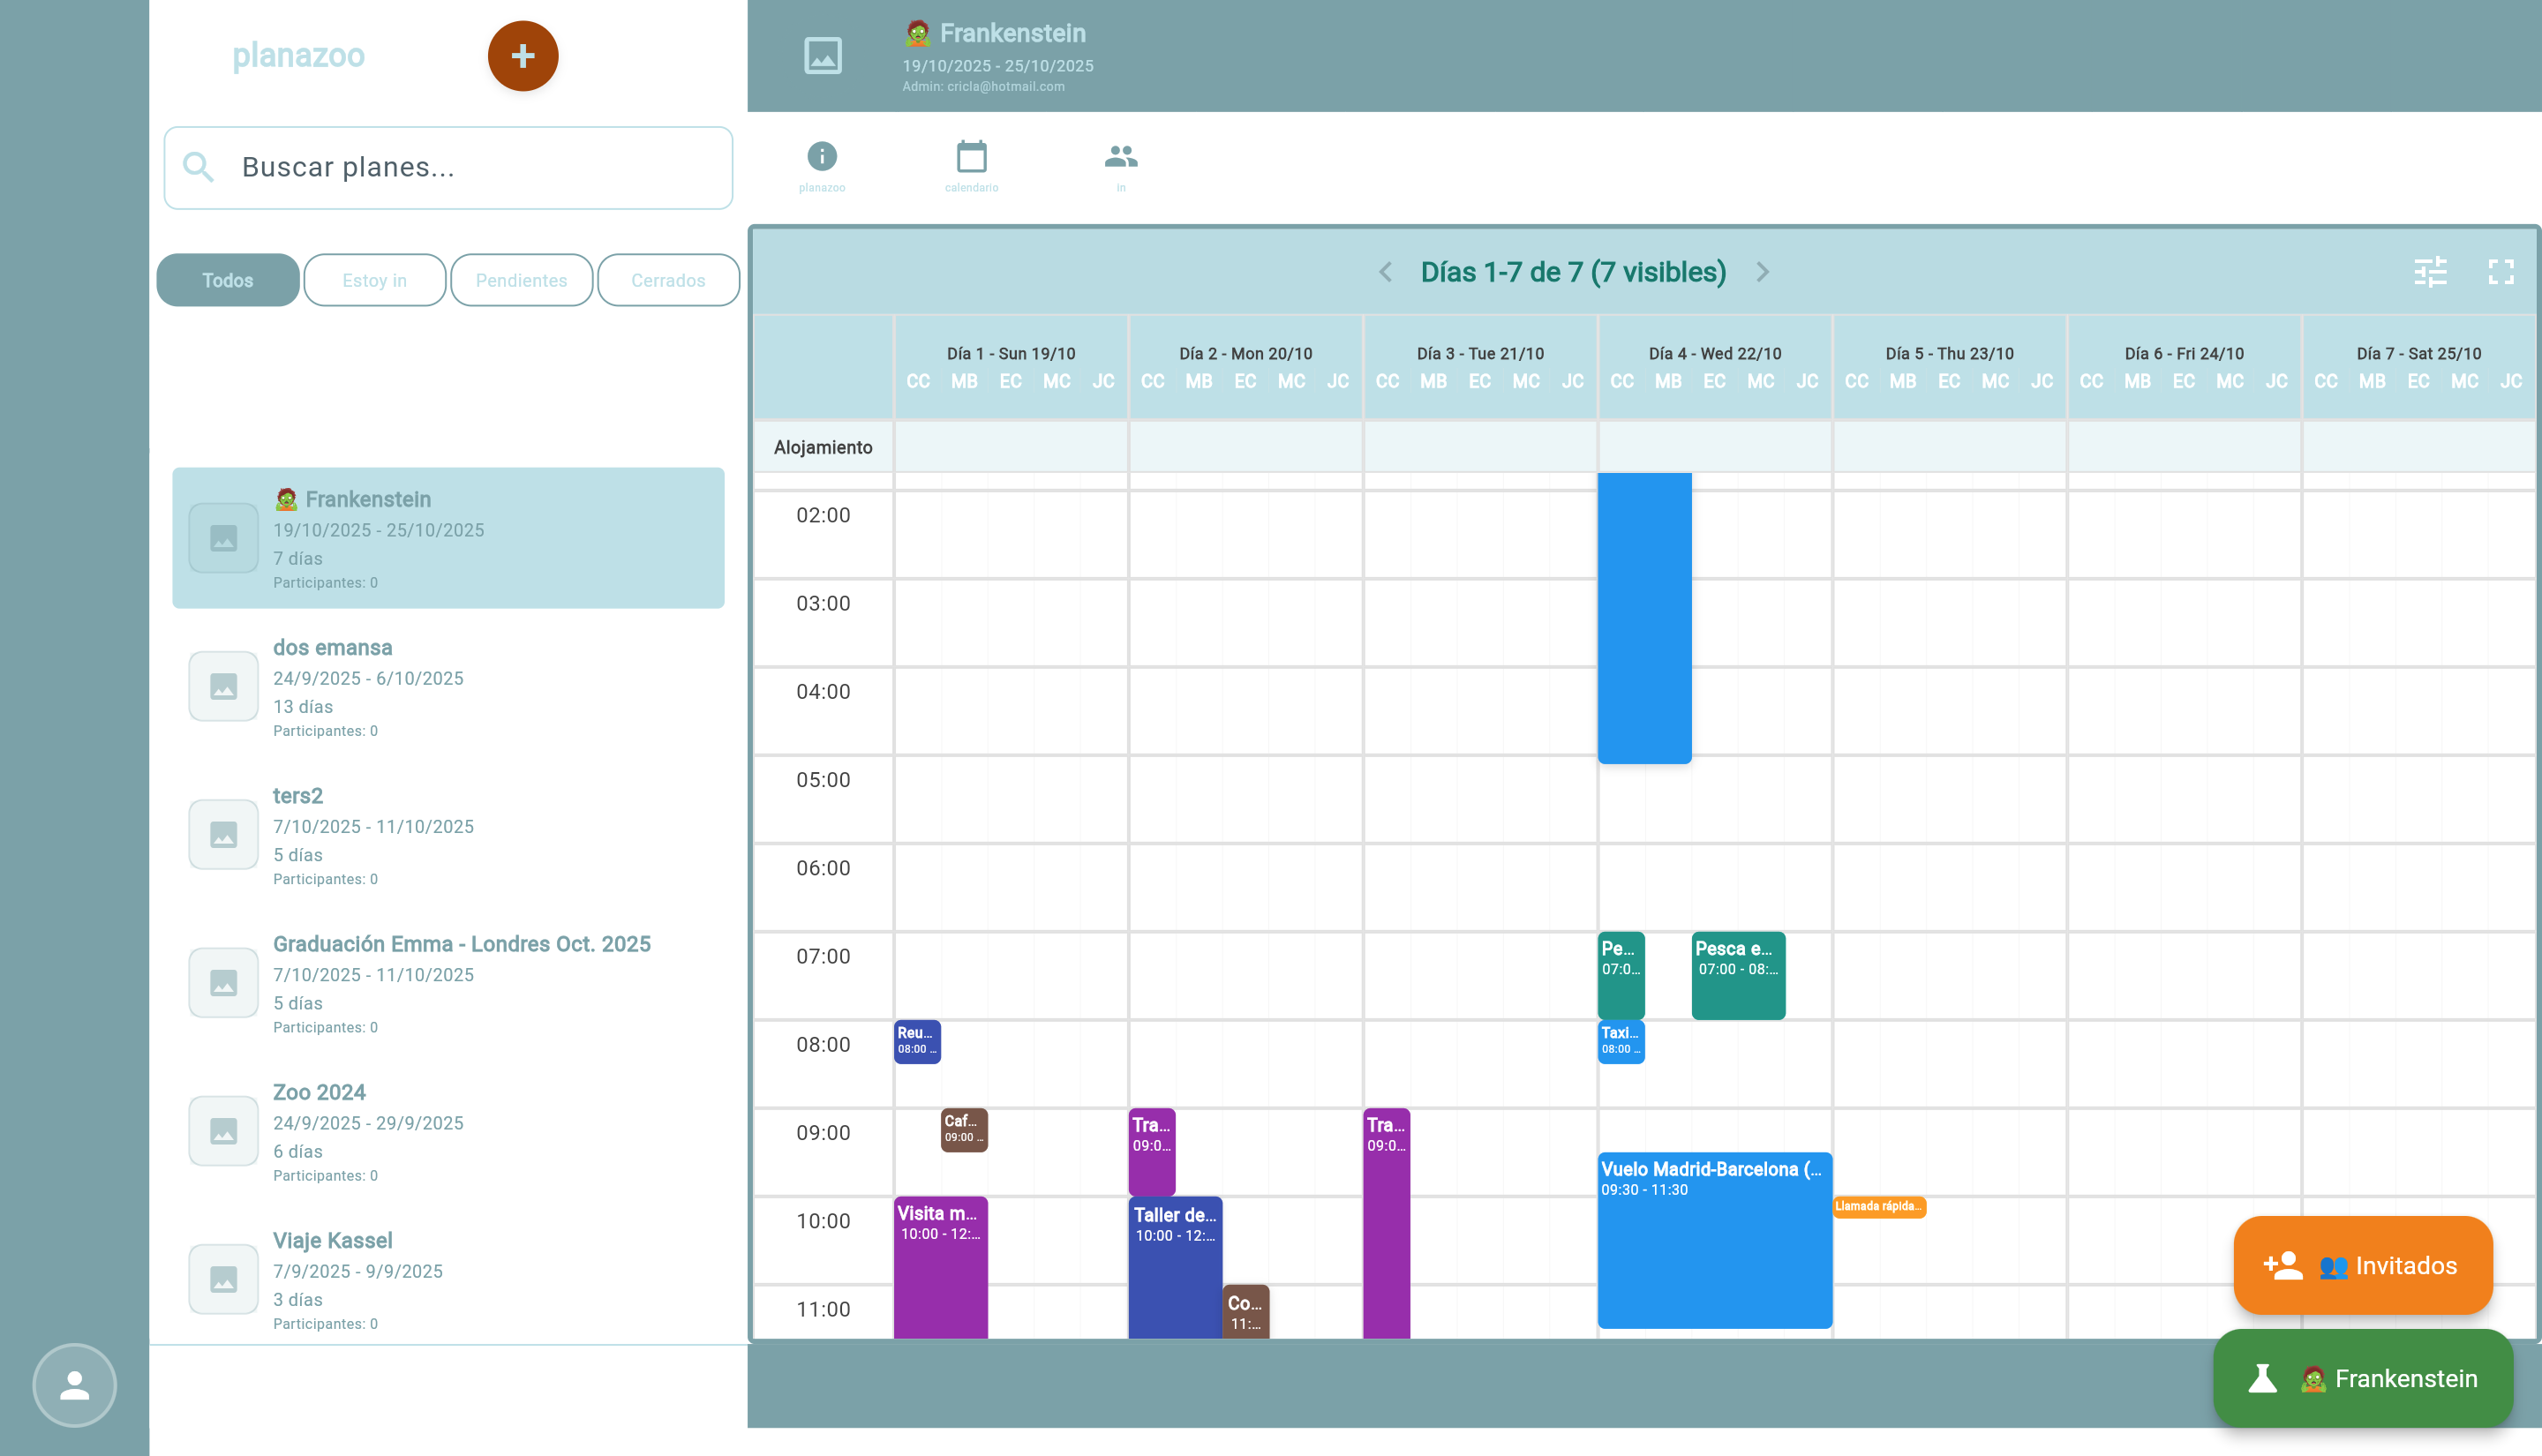 planazoo
+
Buscar planes...
Todos
Estoy in
Pendientes
Cerrados
🧟 Frankenstein
19/10/2025 - 25/10/2025
7 días
Participantes: 0
dos emansa
24/9/2025 - 6/10/2025
13 días
Participantes: 0
ters2
7/10/2025 - 11/10/2025
5 días
Participantes: 0
Graduación Emma - Londres Oct. 2025
7/10/2025 - 11/10/2025
5 días
Participantes: 0
Zoo 2024
24/9/2025 - 29/9/2025
6 días
Participantes: 0
Viaje Kassel
7/9/2025 - 9/9/2025
3 días
Participantes: 0
🧟 Frankenstein
19/10/2025 - 25/10/2025
Admin: cricla@hotmail.com
planazoo
calendario
in
Días 1-7 de 7 (7 visibles)
Día 1 - Sun 19/10
CC MB EC MC JC
Día 2 - Mon 20/10
CC MB EC MC JC
Día 3 - Tue 21/10
CC MB EC MC JC
Día 4 - Wed 22/10
CC MB EC MC JC
Día 5 - Thu 23/10
CC MB EC MC JC
Día 6 - Fri 24/10
CC MB EC MC JC
Día 7 - Sat 25/10
CC MB EC MC JC
Alojamiento
02:00
03:00
04:00
05:00
06:00
07:00
08:00
09:00
10:00
11:00
Reu...
08:00 ...
Caf...
09:00 ...
Visita m...
10:00 - 12:...
Tra...
09:0...
Taller de...
10:00 - 12:...
Co...
11:...
Tra...
09:0...
Pe...
07:0...
Pesca e...
07:00 - 08:...
Taxi...
08:00 ...
Vuelo Madrid-Barcelona (...
09:30 - 11:30
Llamada rápida...
👥 Invitados
🧟 Frankenstein